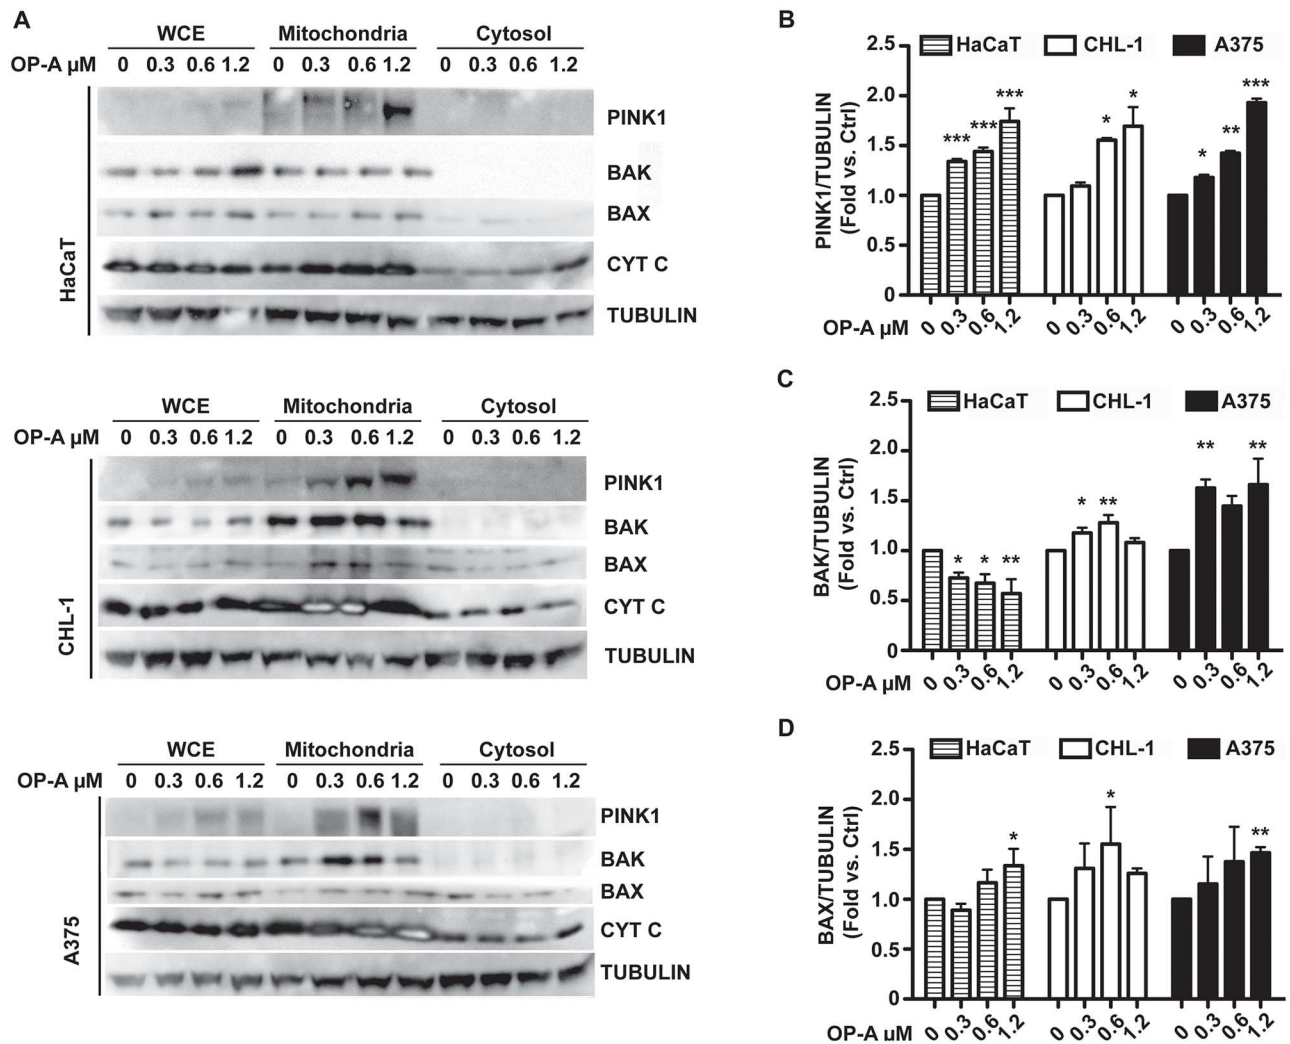 A
WCE Mitochondria Cytosol
OP-A µM 0 0.3 0.6 1.2 0 0.3 0.6 1.2 0 0.3 0.6 1.2
PINK1
BAK
BAX
CYT C
TUBULIN
HaCaT
WCE Mitochondria Cytosol
OP-A µM 0 0.3 0.6 1.2 0 0.3 0.6 1.2 0 0.3 0.6 1.2
PINK1
BAK
BAX
CYT C
TUBULIN
CHL-1
WCE Mitochondria Cytosol
OP-A µM 0 0.3 0.6 1.2 0 0.3 0.6 1.2 0 0.3 0.6 1.2
PINK1
BAK
BAX
CYT C
TUBULIN
A375
B
HaCaT CHL-1 A375
PINK1/TUBULIN
(Fold vs. Ctrl)
2.5
2.0
1.5
1.0
0.5
0
*** *** *** * * * ** ***
OP-A µM 0 0.3 0.6 1.2 0 0.3 0.6 1.2 0 0.3 0.6 1.2
C
HaCaT CHL-1 A375
BAK/TUBULIN
(Fold vs. Ctrl)
2.5
2.0
1.5
1.0
0.5
0
* * ** * ** ** **
OP-A µM 0 0.3 0.6 1.2 0 0.3 0.6 1.2 0 0.3 0.6 1.2
D
HaCaT CHL-1 A375
BAX/TUBULIN
(Fold vs. Ctrl)
2.5
2.0
1.5
1.0
0.5
0
* * **
OP-A µM 0 0.3 0.6 1.2 0 0.3 0.6 1.2 0 0.3 0.6 1.2